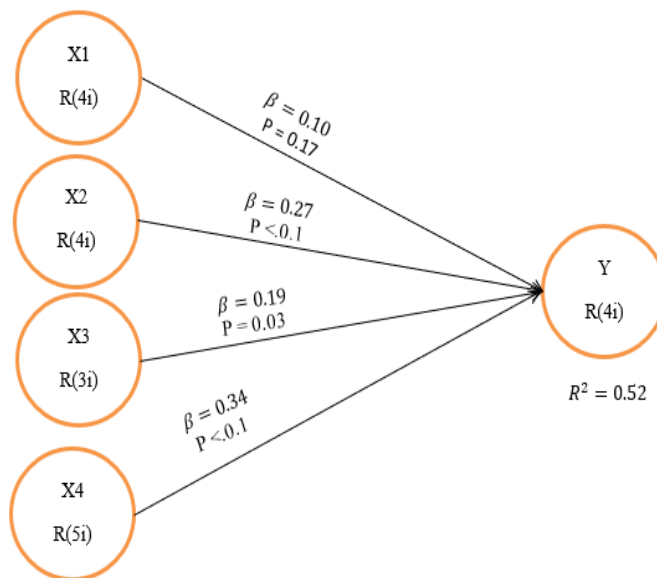 X1
R(4i)
β = 0.10
P = 0.17
X2
R(4i)
β = 0.27
P <.0.1
X3
R(3i)
β = 0.19
P = 0.03
X4
R(5i)
β = 0.34
P <.0.1
Y
R(4i)
R² = 0.52